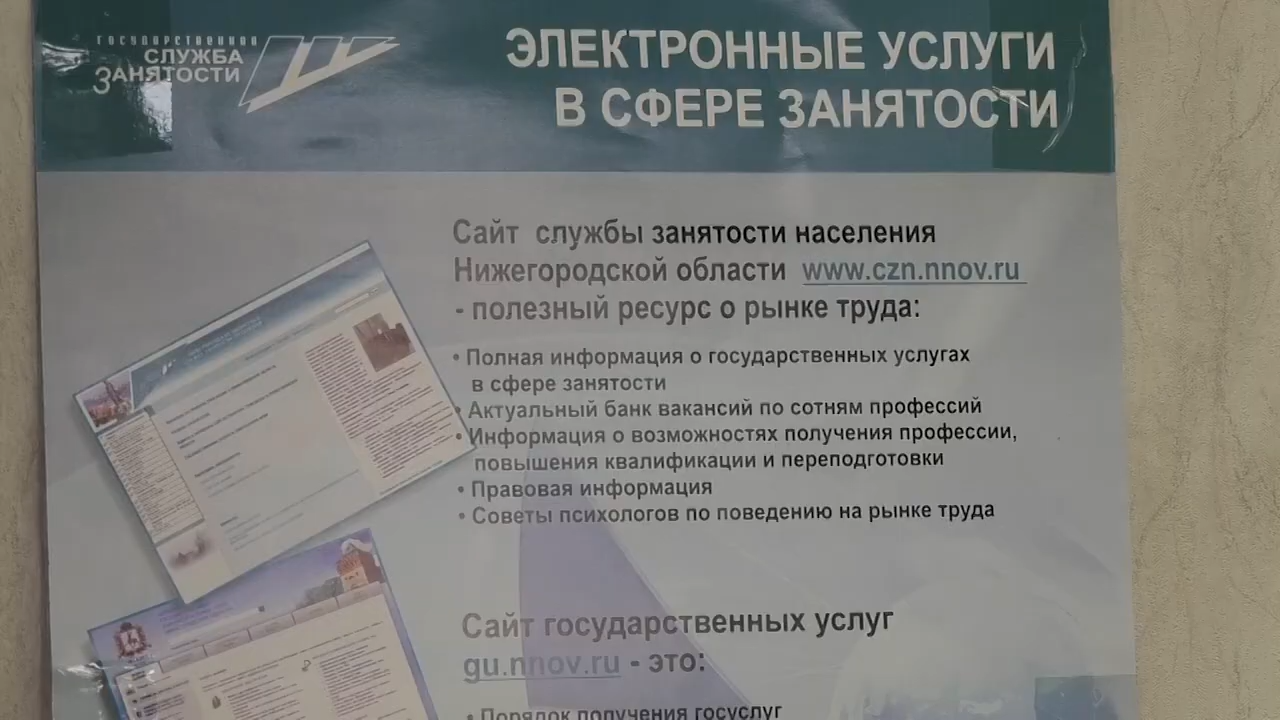 ГОСУДАРСТВЕННАЯ
СЛУЖБА
ЗАНЯТОСТИ
ЭЛЕКТРОННЫЕ УСЛУГИ
В СФЕРЕ ЗАНЯТОСТИ
Сайт службы занятости населения
Нижегородской области www.czn.nnov.ru
- полезный ресурс о рынке труда:
• Полная информация о государственных услугах
в сфере занятости
• Актуальный банк вакансий по сотням профессий
• Информация о возможностях получения профессии,
повышения квалификации и переподготовки
• Правовая информация
• Советы психологов по поведению на рынке труда
Сайт государственных услуг
gu.nnov.ru - это:
• Порядок получения госуслуг